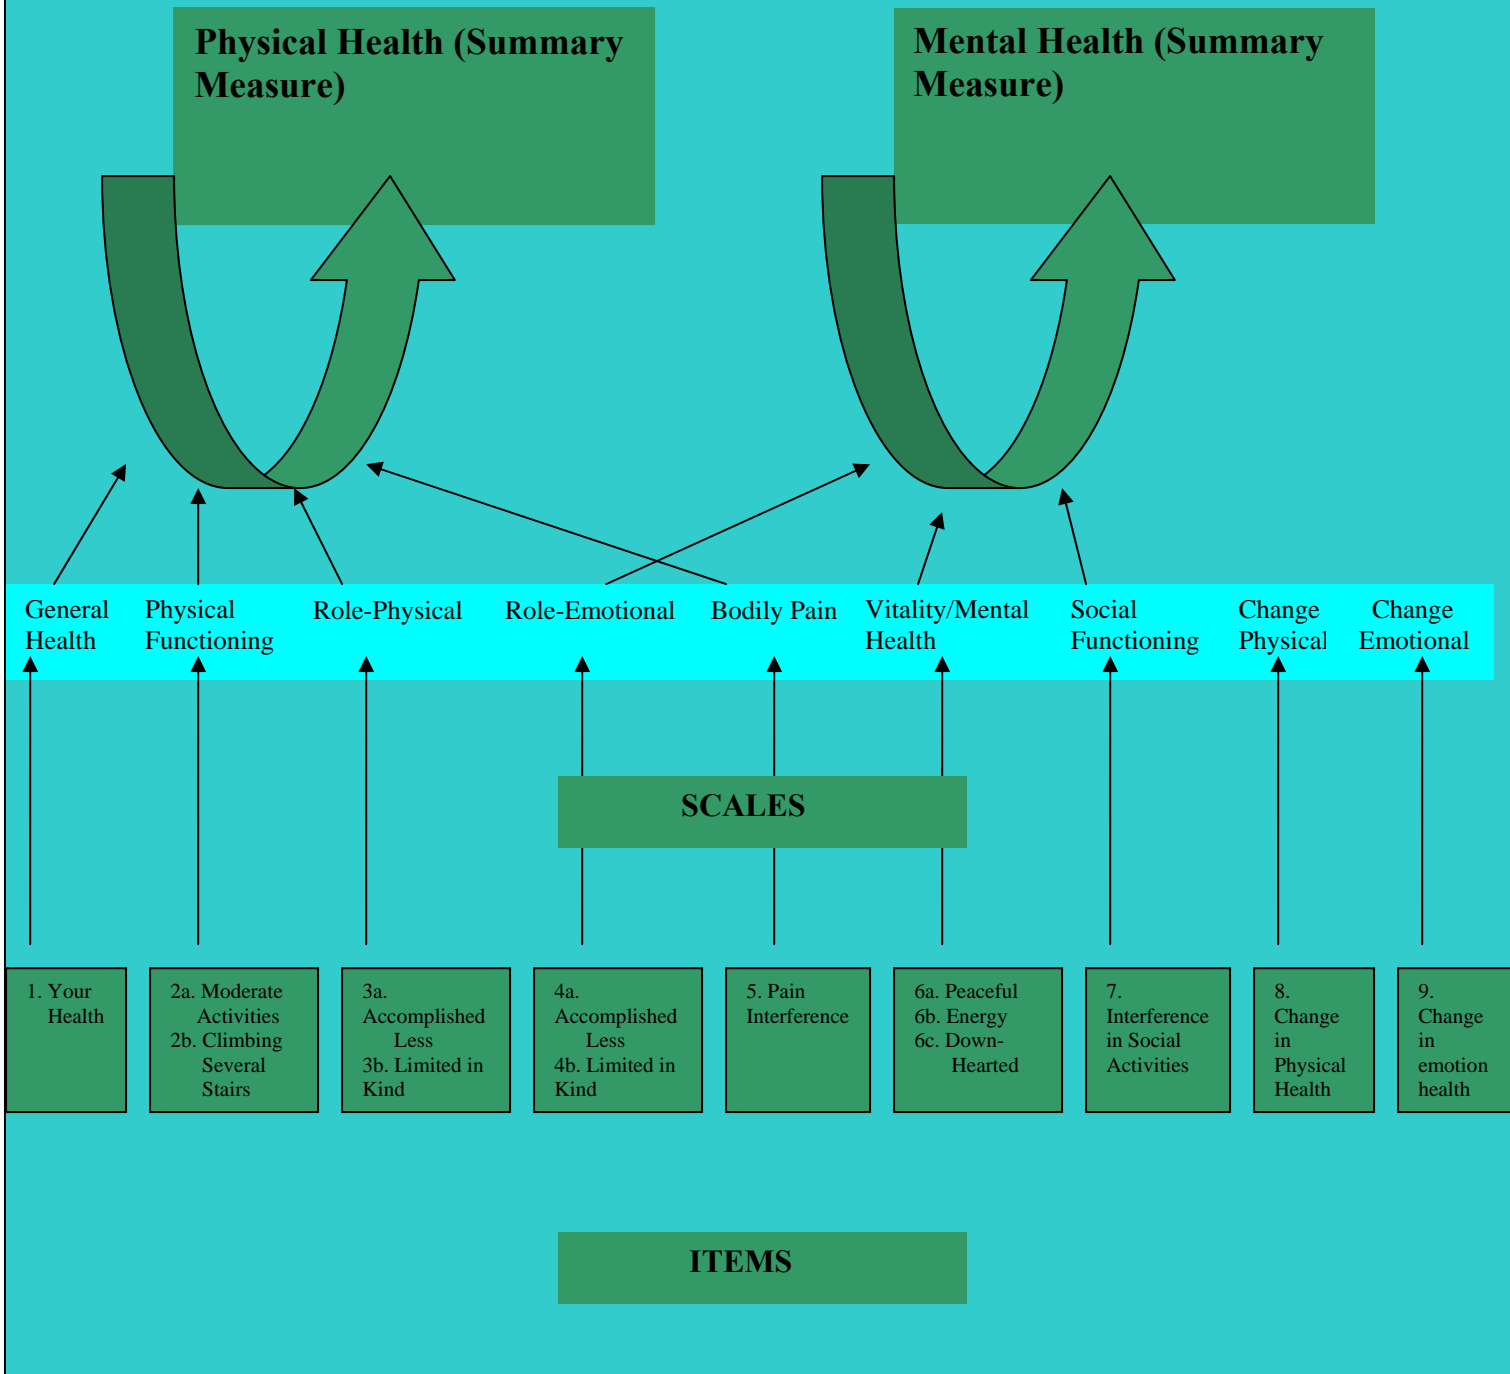 Physical Health (Summary
Measure)
Mental Health (Summary
Measure)
General
Health
Physical
Functioning
Role-Physical
Role-Emotional
Bodily Pain
Vitality/Mental
Health
Social
Functioning
Change
Physical
Change
Emotional
SCALES
1. Your
Health
2a. Moderate
Activities
2b. Climbing
Several
Stairs
3a.
Accomplished
Less
3b. Limited in
Kind
4a.
Accomplished
Less
4b. Limited in
Kind
5. Pain
Interference
6a. Peaceful
6b. Energy
6c. Down-
Hearted
7.
Interference
in Social
Activities
8.
Change
in
Physical
Health
9.
Change
in
emotion
health
ITEMS